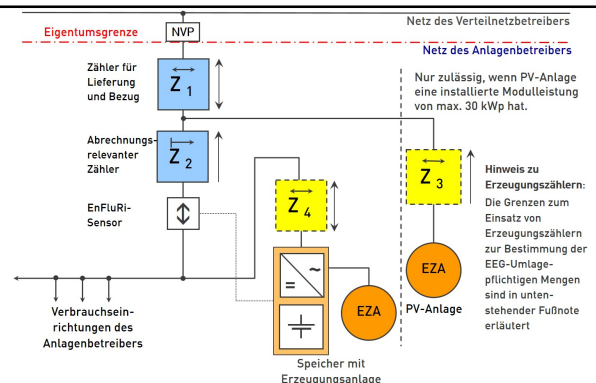 Netz des Verteilnetzbetreibers
Eigentumsgrenze
NVP
Netz des Anlagenbetreibers
Zähler für
Lieferung
und Bezug
Z 1
Nur zulässig, wenn PV-Anlage
eine installierte Modulleistung
von max. 30 kWp hat.
Abrechnungs-
relevanter
Zähler
Z 2
Z 3
Hinweis zu
Erzeugungszählern:
Die Grenzen zum
Einsatz von
Erzeugungszählern
zur Bestimmung der
EEG-Umlage-
pflichtigen Mengen
sind in unten-
stehender Fußnote
erläutert
EnFluRi-
Sensor
Z 4
EZA
PV-Anlage
EZA
Verbrauchsein-
richtungen des
Anlagenbetreibers
Speicher mit
Erzeugungsanlage